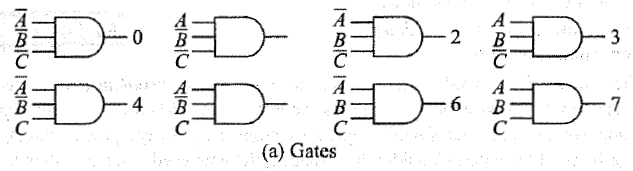 A̅ A A̅ A
B̅ 0 B̅ B 2 B 3
C̅ C̅ C̅ C̅
A̅ A A̅ A
B̅ 4 B̅ B 6 B 7
C C C C
(a) Gates